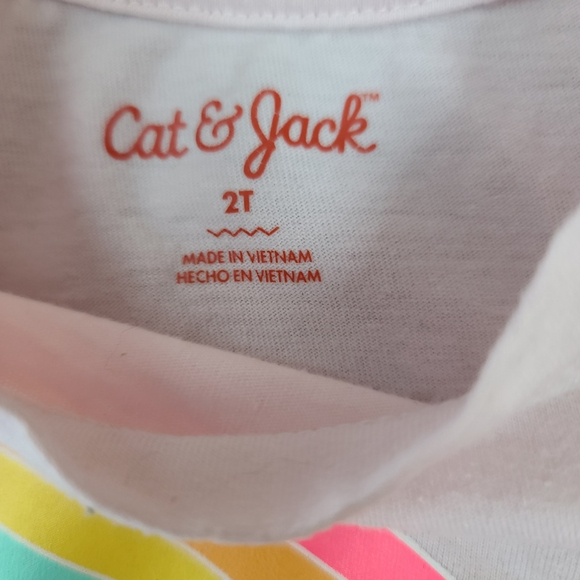 Cat & Jack™
2T
MADE IN VIETNAM
HECHO EN VIETNAM